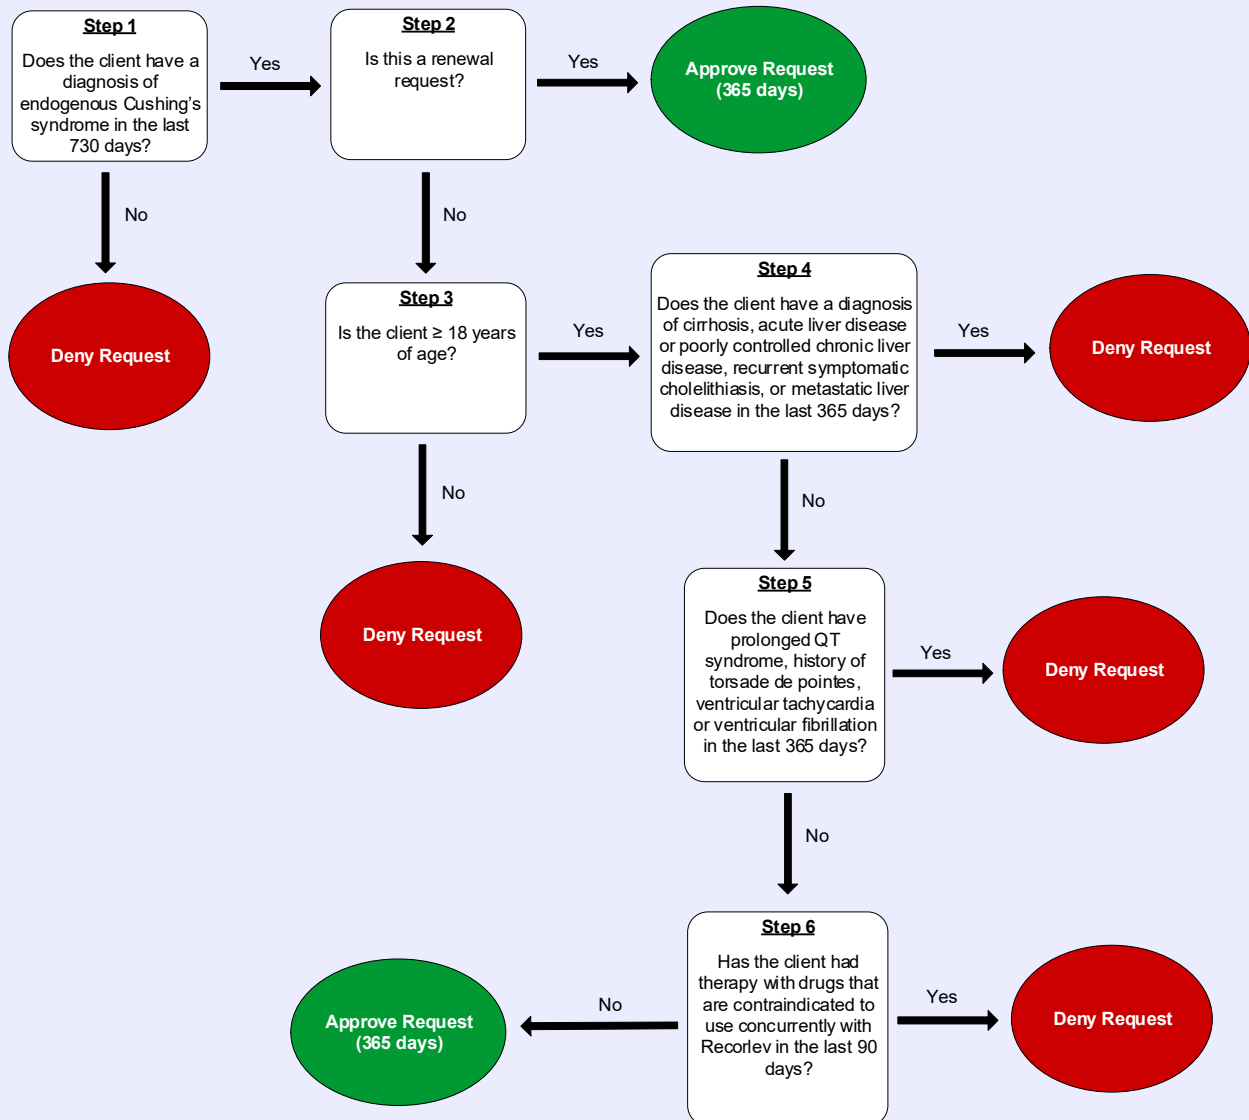 Step 1
Does the client have a
diagnosis of
endogenous Cushing's
syndrome in the last
730 days?
Yes
Step 2
Is this a renewal
request?
Yes
Approve Request
(365 days)
No
Deny Request
No
Step 3
Is the client ≥ 18 years
of age?
Yes
Step 4
Does the client have a diagnosis
of cirrhosis, acute liver disease
or poorly controlled chronic liver
disease, recurrent symptomatic
cholelithiasis, or metastatic liver
disease in the last 365 days?
Yes
Deny Request
No
Deny Request
No
Step 5
Does the client have
prolonged QT
syndrome, history of
torsade de pointes,
ventricular tachycardia
or ventricular fibrillation
in the last 365 days?
Yes
Deny Request
No
Step 6
Has the client had
therapy with drugs that
are contraindicated to
use concurrently with
Recorlev in the last 90
days?
Yes
Deny Request
No
Approve Request
(365 days)